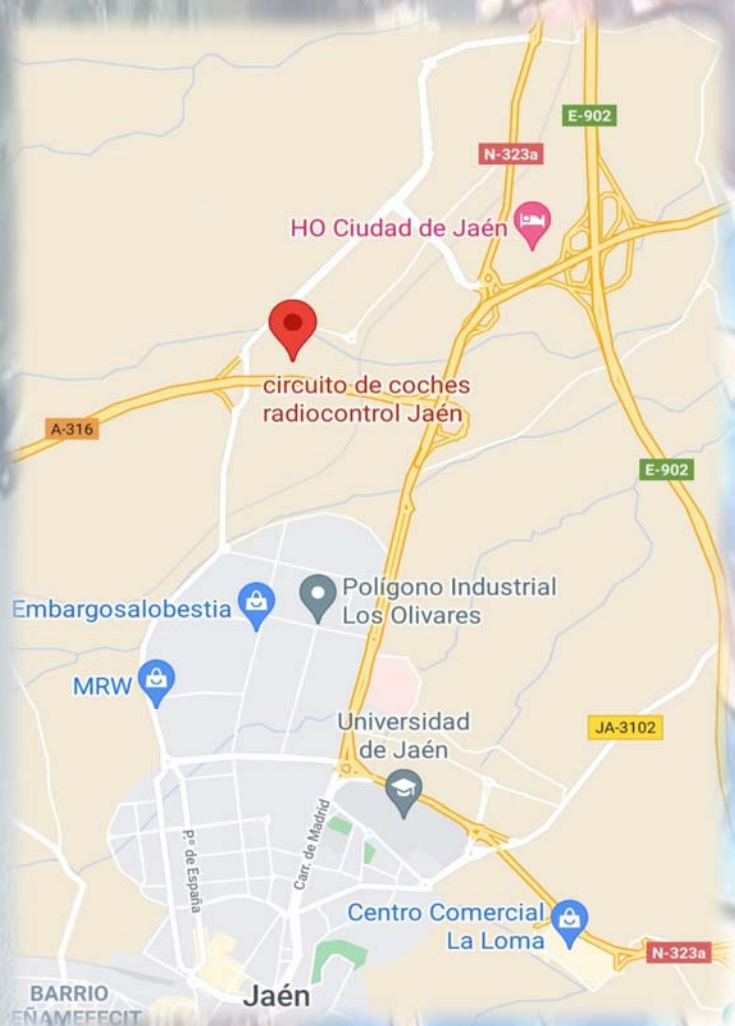 E-902
N-323a
HO Ciudad de Jaén
circuito de coches
radiocontrol Jaén
A-316
E-902
Polígono Industrial
Los Olivares
Embargosalobestia
MRW
Universidad
de Jaén
JA-3102
Carr. de Madrid
P.º de España
Centro Comercial
La Loma
N-323a
Jaén
BARRIO
EÑAMEFECIT